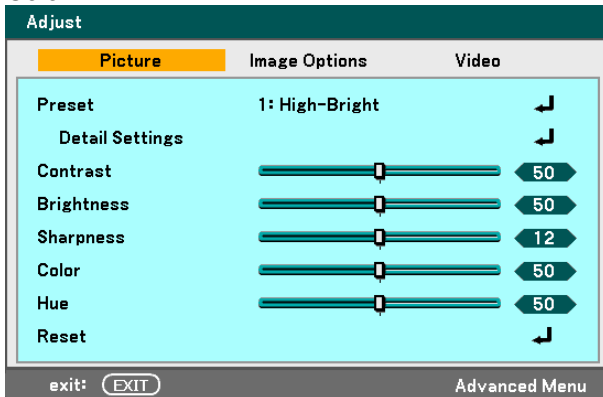 Adjust
Picture Image Options Video
Preset 1: High-Bright
Detail Settings
Contrast 50
Brightness 50
Sharpness 12
Color 50
Hue 50
Reset
exit: EXIT Advanced Menu